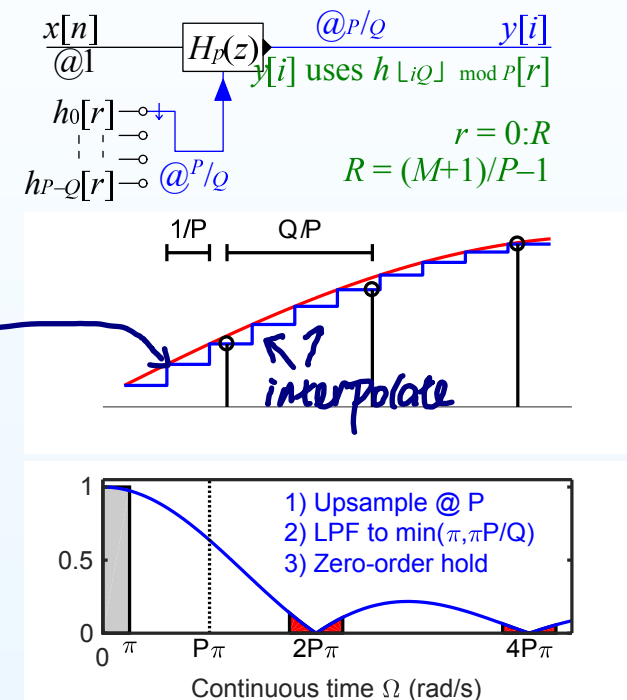 x[n] @P/Q y[i]
@1 Hp(z)
y[i] uses h⌊iQ⌋ mod P[r]
h0[r]
r = 0:R
hP–Q[r] @P/Q R = (M+1)/P–1
1/P Q/P
interpolate
1
1) Upsample @ P
2) LPF to min(π,πP/Q)
0.5
3) Zero-order hold
0
0 π Pπ 2Pπ 4Pπ
Continuous time Ω (rad/s)